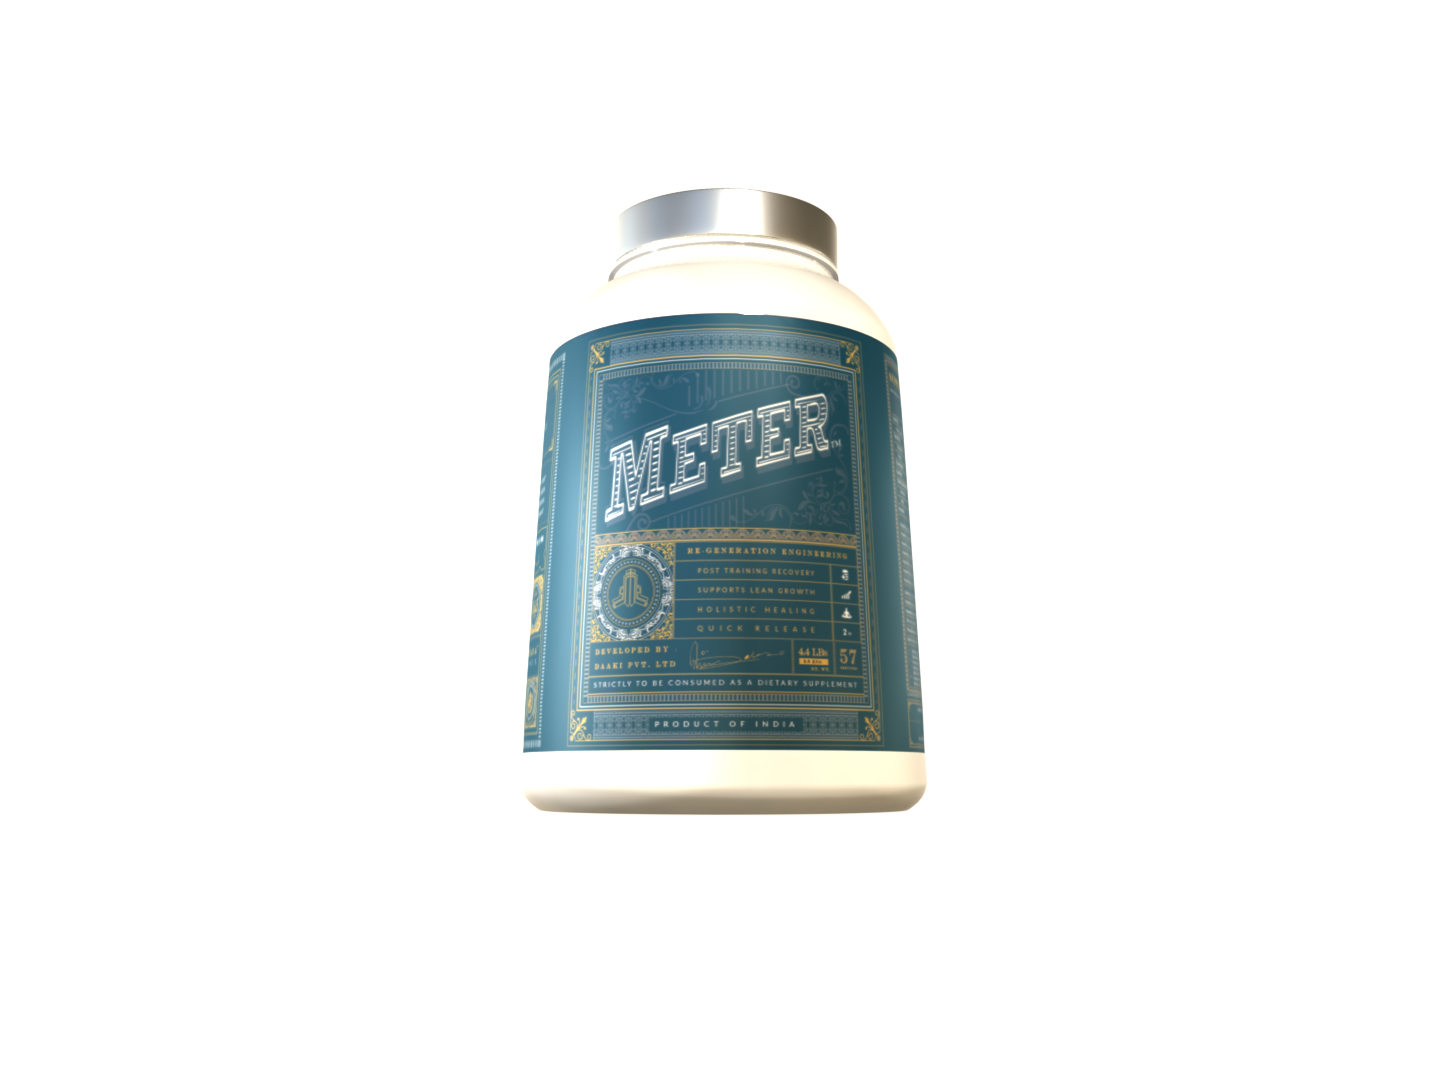 METER™
RE-GENERATION ENGINEERING
POST TRAINING RECOVERY
SUPPORTS LEAN GROWTH
HOLISTIC HEALING
QUICK RELEASE
DEVELOPED BY
DAAKI PVT. LTD
4.4 LBs
57
STRICTLY TO BE CONSUMED AS A DIETARY SUPPLEMENT
PRODUCT OF INDIA